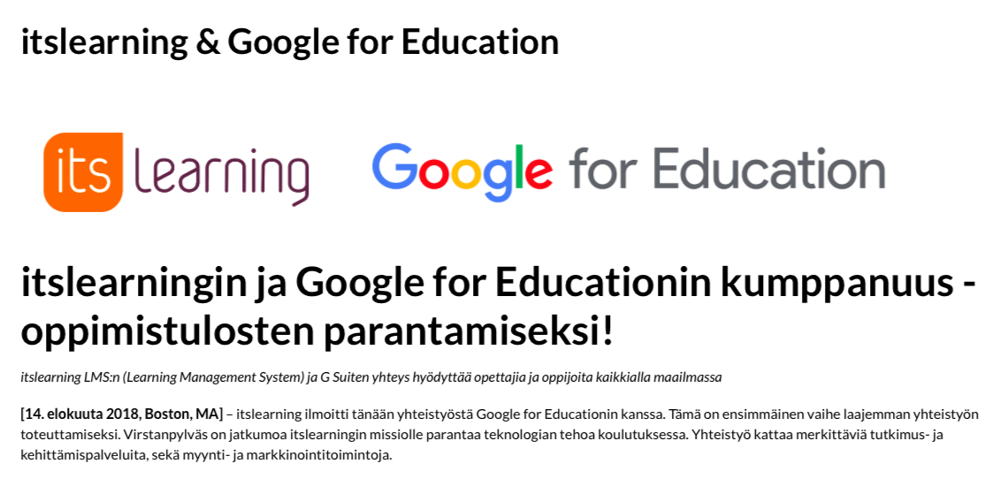 itslearning & Google for Education
its learning Google for Education
itslearningin ja Google for Educationin kumppanuus -
oppimistulosten parantamiseksi!
itslearning LMS:n (Learning Management System) ja G Suiten yhteys hyödyttää opettajia ja oppijoita kaikkialla maailmassa
[14. elokuuta 2018, Boston, MA] – itslearning ilmoitti tänään yhteistyöstä Google for Educationin kanssa. Tämä on ensimmäinen vaihe laajemman yhteistyön
toteuttamiseksi. Virstanpylväs on jatkumoa itslearningin missiolle parantaa teknologian tehoa koulutuksessa. Yhteistyö kattaa merkittäviä tutkimus- ja
kehittämispalveluita, sekä myynti- ja markkinointitoimintoja.